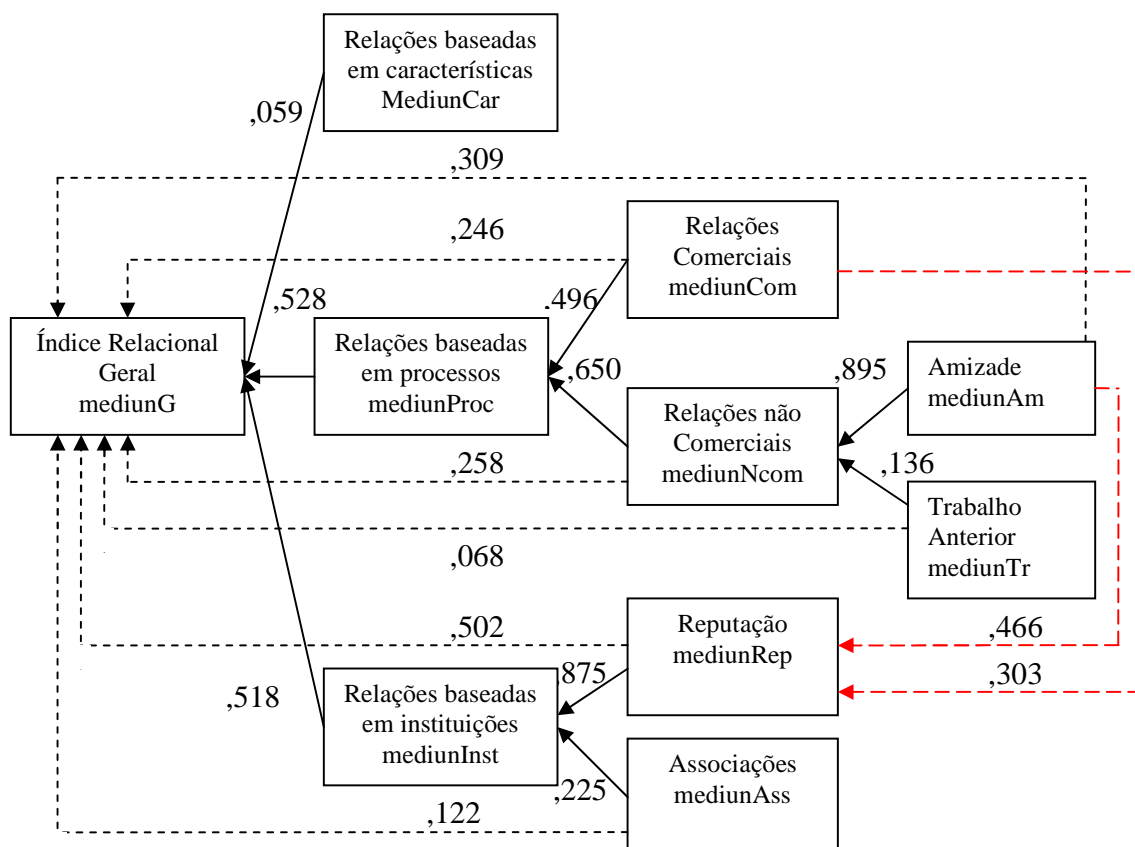 Relações baseadas
em características
MediunCar
,059
,309
,246
Relações
Comerciais
mediunCom
,528
,496
Índice Relacional
Geral
mediunG
Relações baseadas
em processos
mediunProc
,650
,895
Amizade
mediunAm
Relações não
Comerciais
mediunNcom
,258
,136
Trabalho
Anterior
mediunTr
,068
,502
Reputação
mediunRep
,466
,303
,875
,518
Relações baseadas
em instituições
mediunInst
,225
Associações
mediunAss
,122